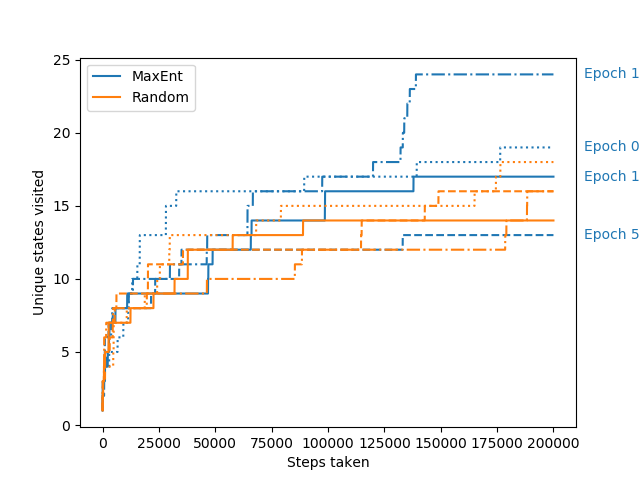 25
20
15
10
5
0
Unique states visited
MaxEnt
Random
Epoch 1
Epoch 0
Epoch 1
Epoch 5
0 25000 50000 75000 100000 125000 150000 175000 200000
Steps taken